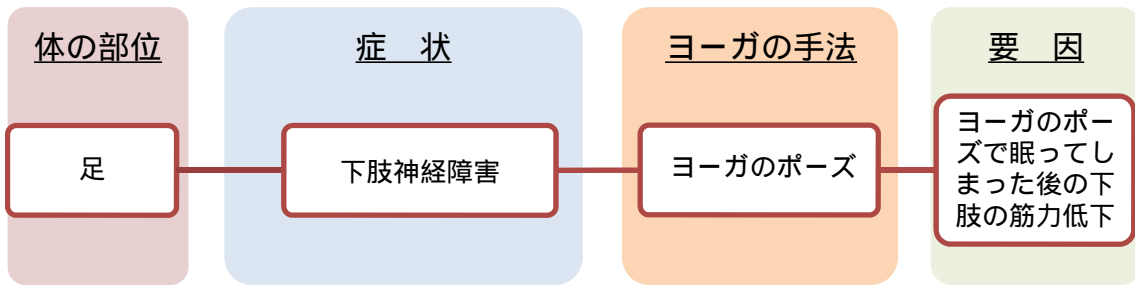 体の部位
症　状
ヨーガの手法
要　因
足
下肢神経障害
ヨーガのポーズ
ヨーガのポー
ズで眠ってし
まった後の下
肢の筋力低下